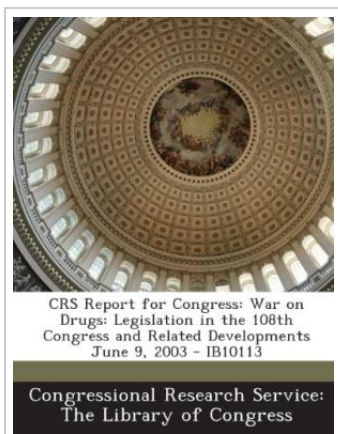 CRS Report for Congress: War on
Drugs: Legislation in the 108th
Congress and Related Developments
June 9, 2003 - IB10113
Congressional Research Service:
The Library of Congress